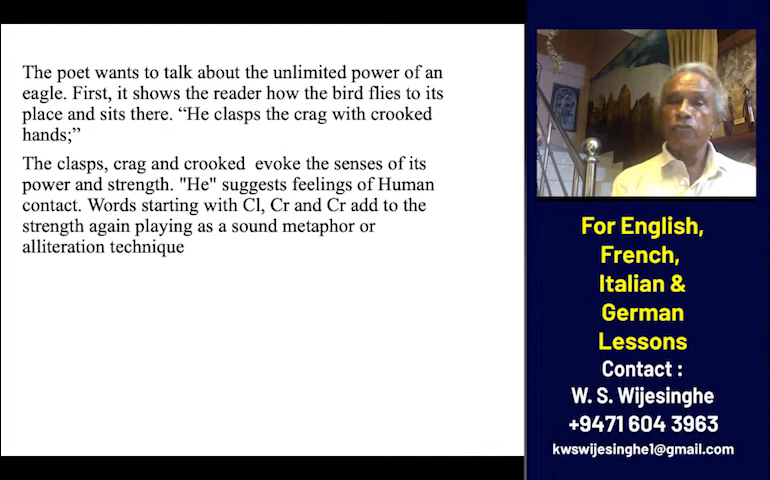 The poet wants to talk about the unlimited power of an
eagle. First, it shows the reader how the bird flies to its
place and sits there. “He clasps the crag with crooked
hands;”
The clasps, crag and crooked  evoke the senses of its
power and strength. "He" suggests feelings of Human
contact. Words starting with Cl, Cr and Cr add to the
strength again playing as a sound metaphor or
alliteration technique
For English,
French,
Italian &
German
Lessons
Contact :
W. S. Wijesinghe
+9471 604 3963
kwswijesinghe1@gmail.com